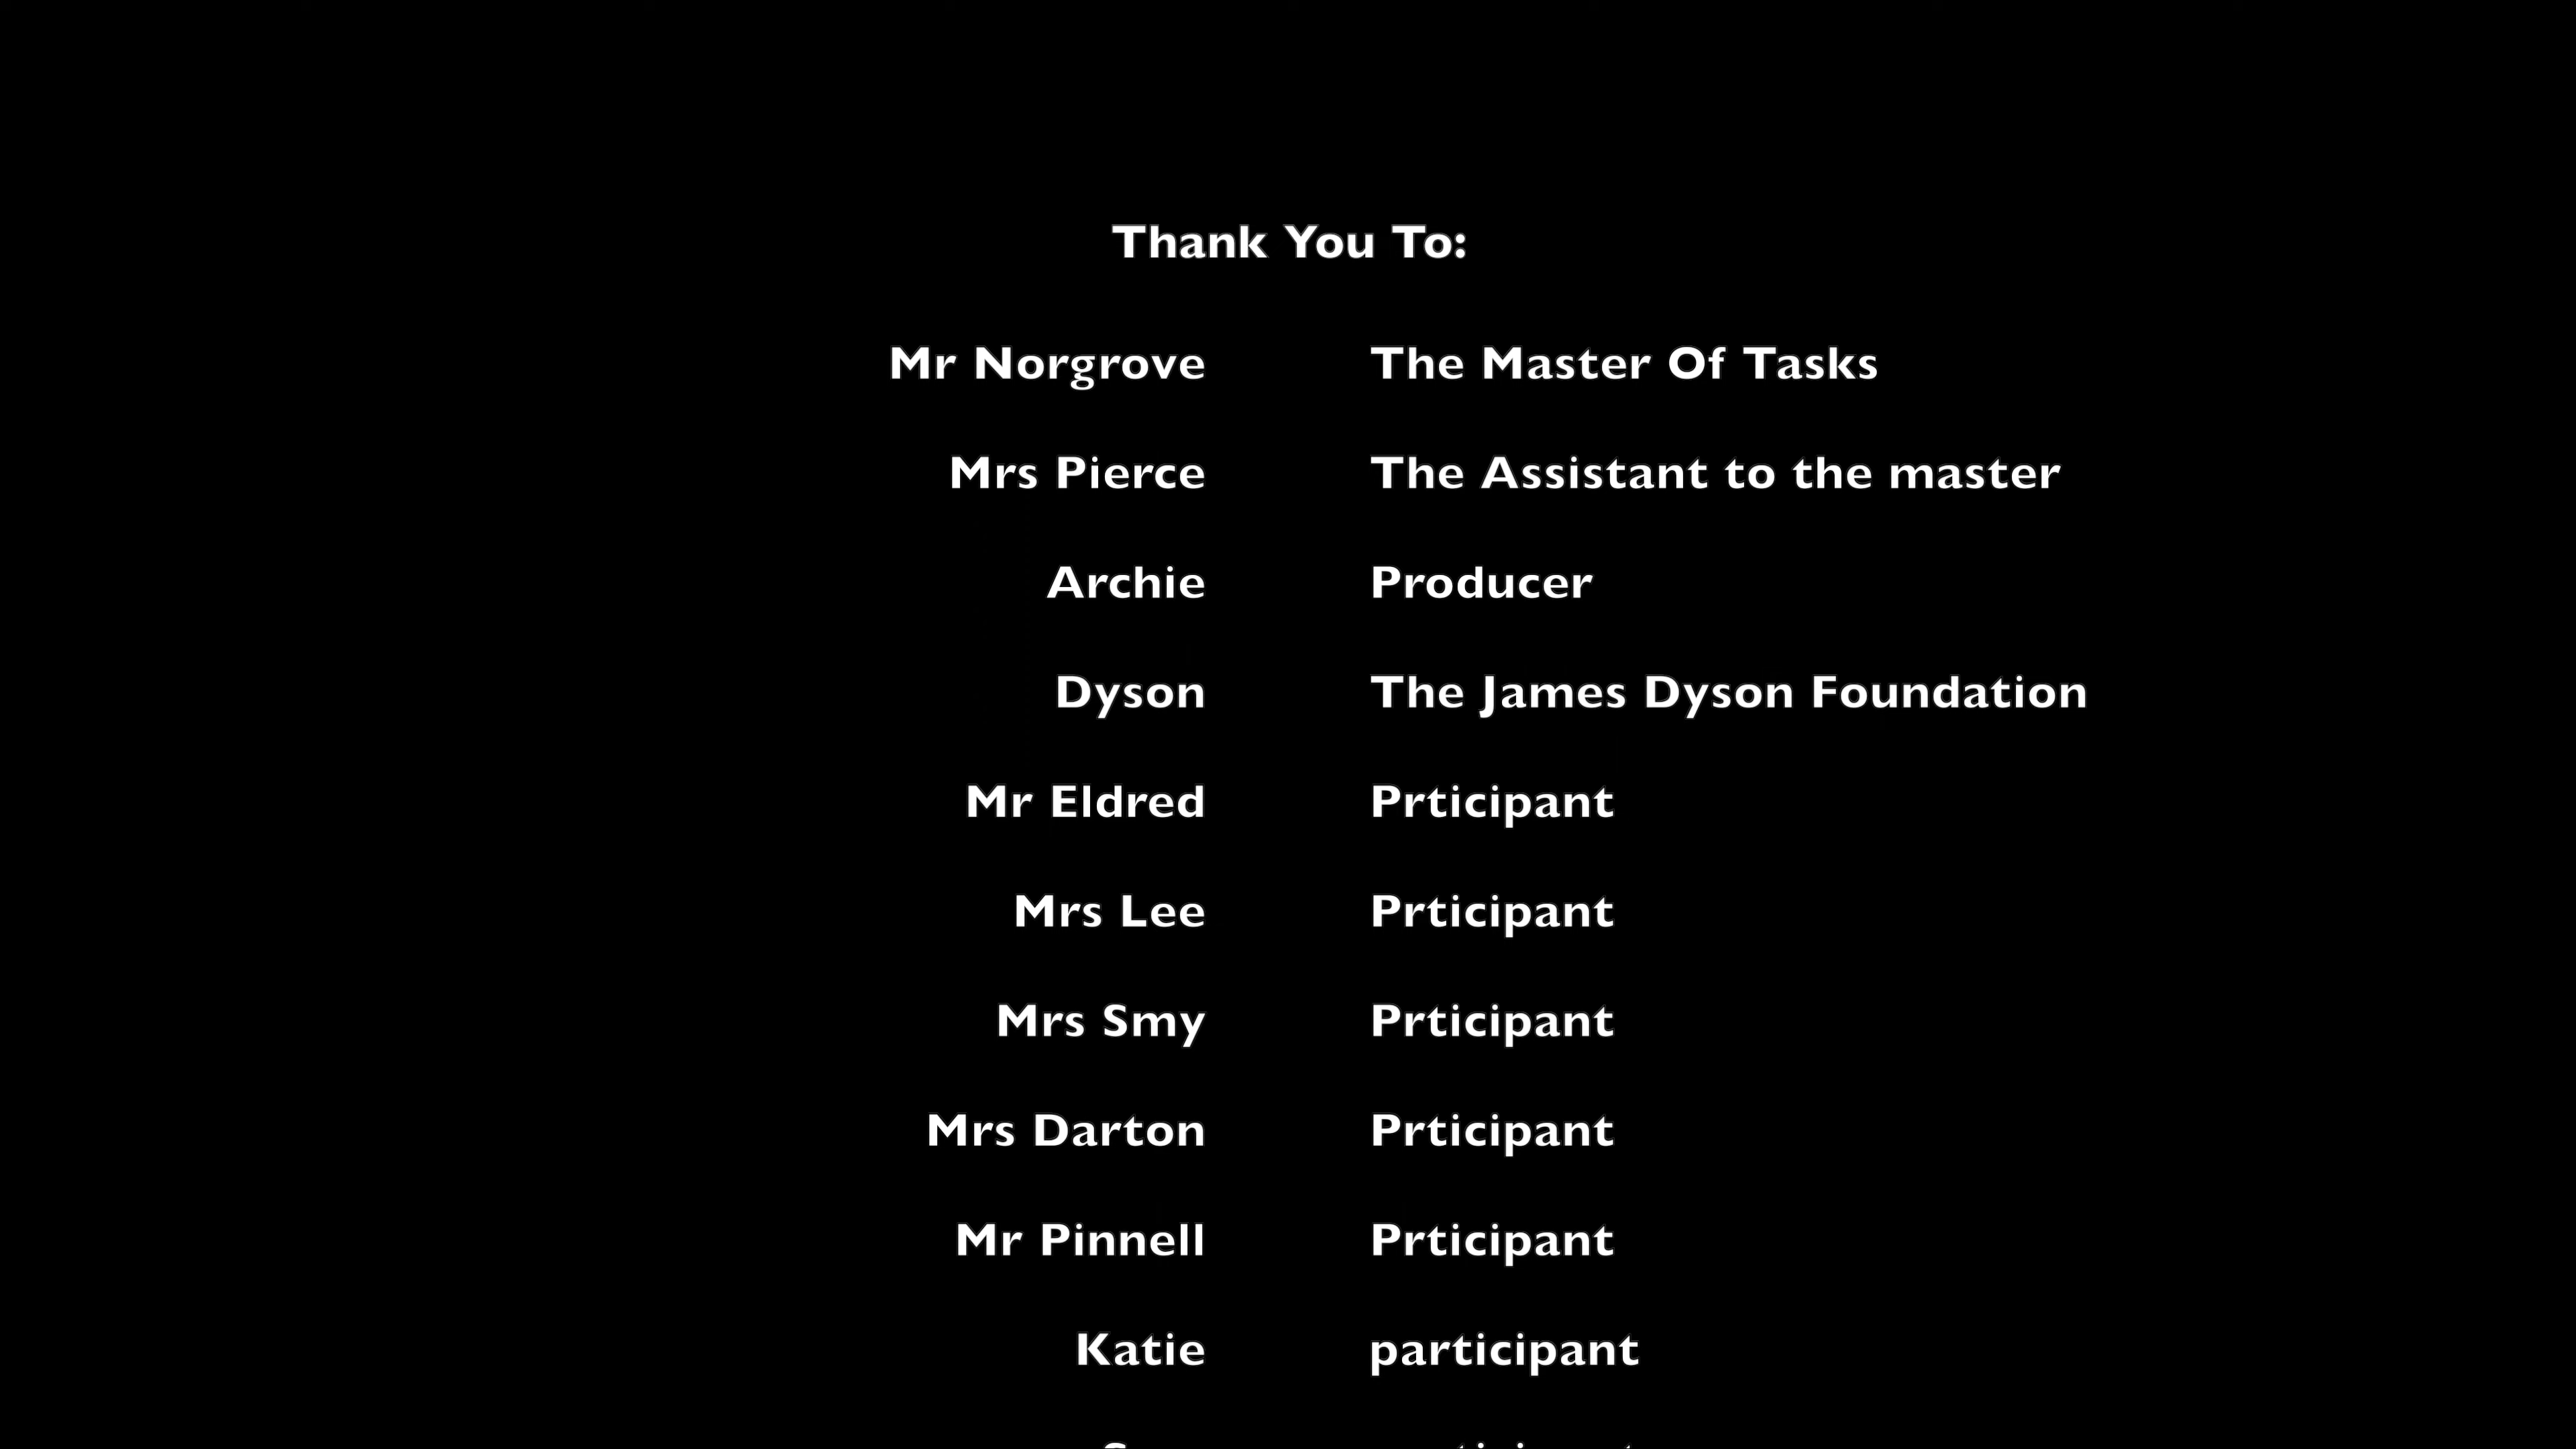 Thank You To:
Mr Norgrove The Master Of Tasks
Mrs Pierce The Assistant to the master
Archie Producer
Dyson The James Dyson Foundation
Mr Eldred Prticipant
Mrs Lee Prticipant
Mrs Smy Prticipant
Mrs Darton Prticipant
Mr Pinnell Prticipant
Katie participant